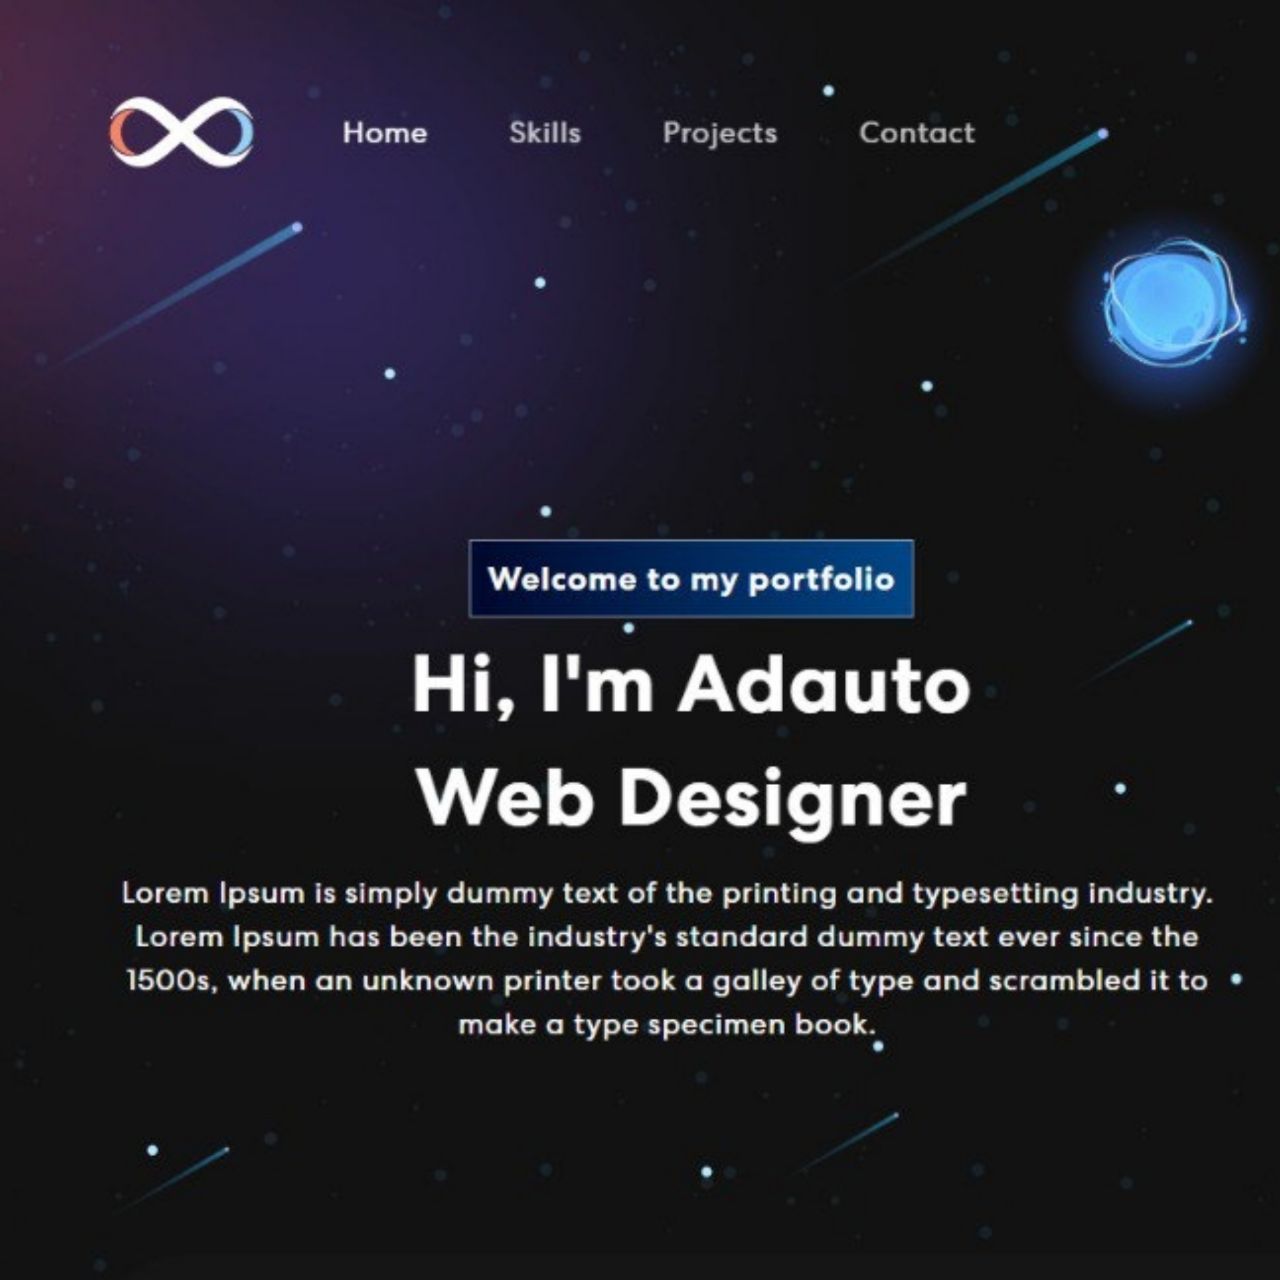 Home Skills Projects Contact
Welcome to my portfolio
Hi, I'm Adauto
Web Designer
Lorem Ipsum is simply dummy text of the printing and typesetting industry.
Lorem Ipsum has been the industry's standard dummy text ever since the
1500s, when an unknown printer took a galley of type and scrambled it to
make a type specimen book.